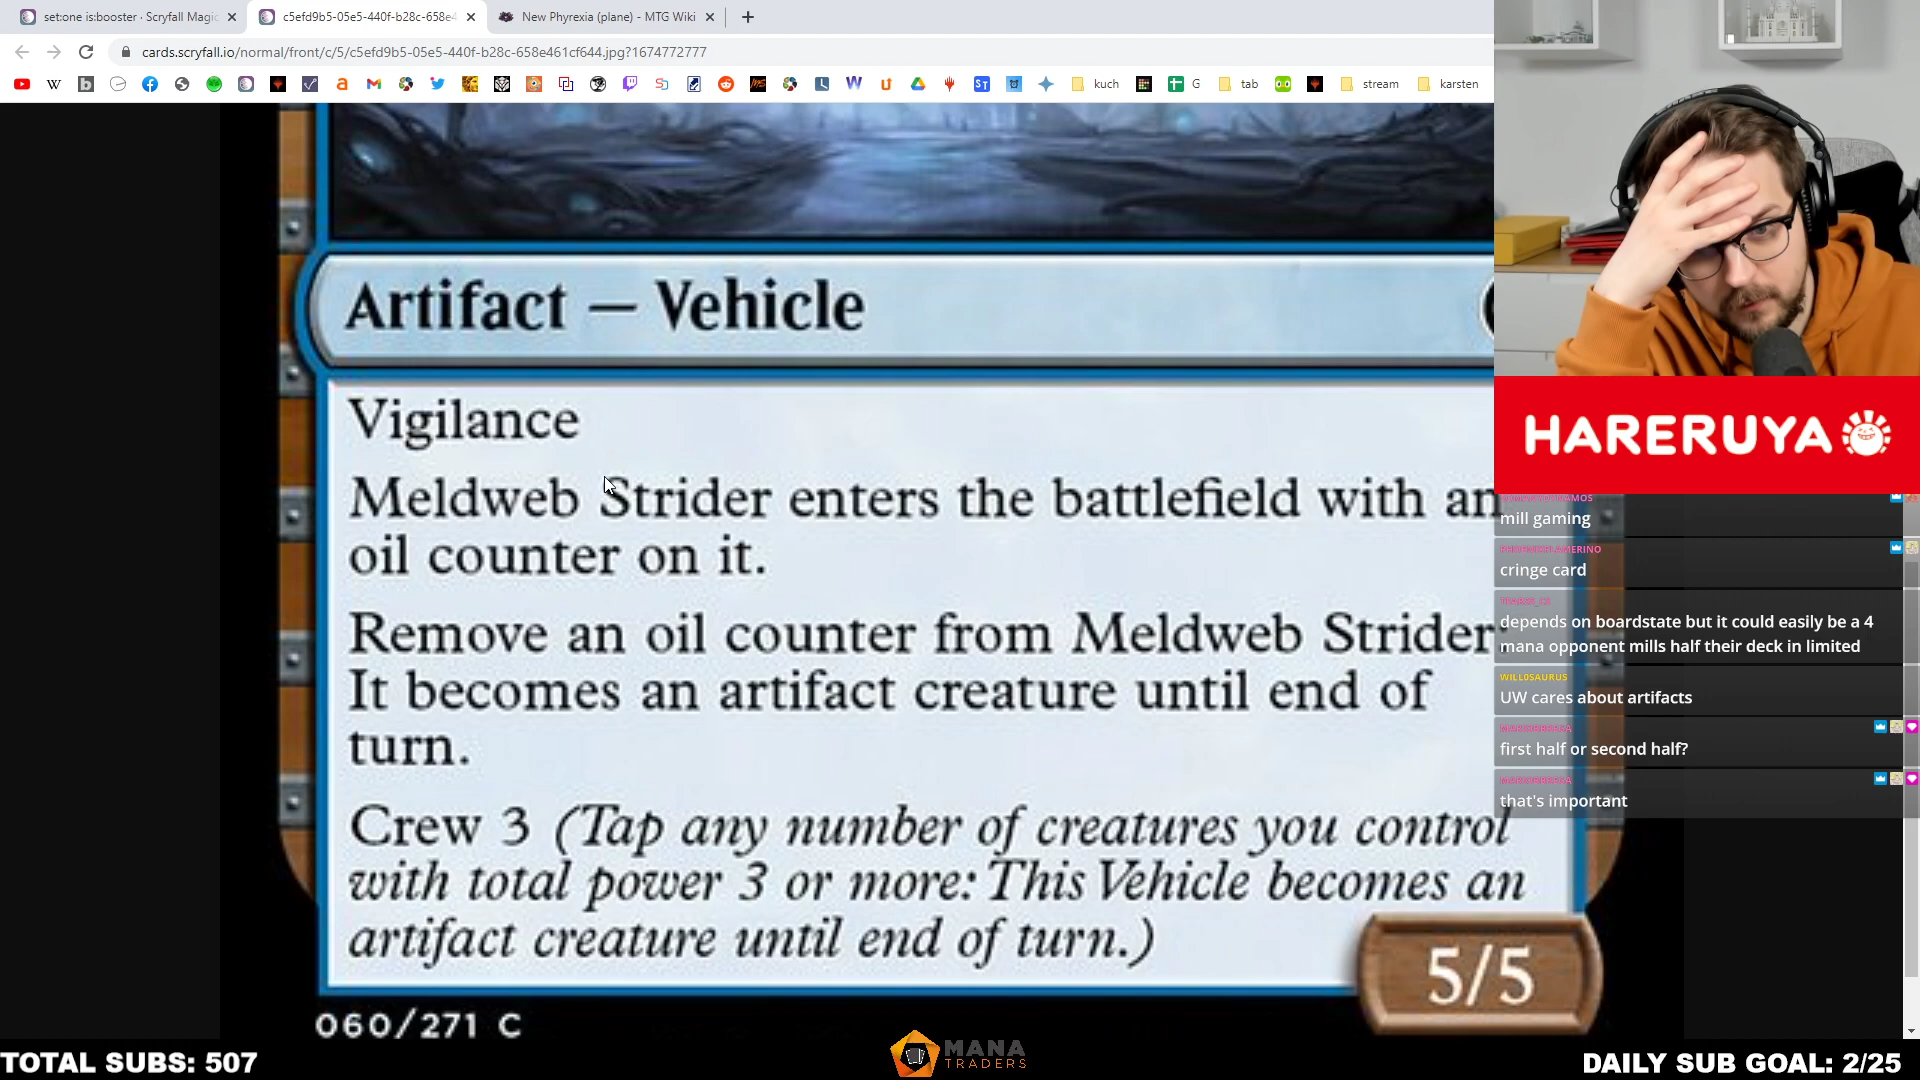 set:one is:booster · Scryfall Magic
c5efd9b5-05e5-440f-b28c-658e4
New Phyrexia (plane) - MTG Wiki
cards.scryfall.io/normal/front/c/5/c5efd9b5-05e5-440f-b28c-658e461cf644.jpg?1674772777
kuch
G
tab
stream
karsten
Artifact — Vehicle
Vigilance
Meldweb Strider enters the battlefield with an
oil counter on it.
Remove an oil counter from Meldweb Strider:
It becomes an artifact creature until end of
turn.
Crew 3 (Tap any number of creatures you control
with total power 3 or more: This Vehicle becomes an
artifact creature until end of turn.)
5/5
060/271 C
HARERUYA
mill gaming
cringe card
depends on boardstate but it could easily be a 4
mana opponent mills half their deck in limited
WILL0SAURUS
UW cares about artifacts
first half or second half?
that's important
TOTAL SUBS: 507
MANA
TRADERS
DAILY SUB GOAL: 2/25